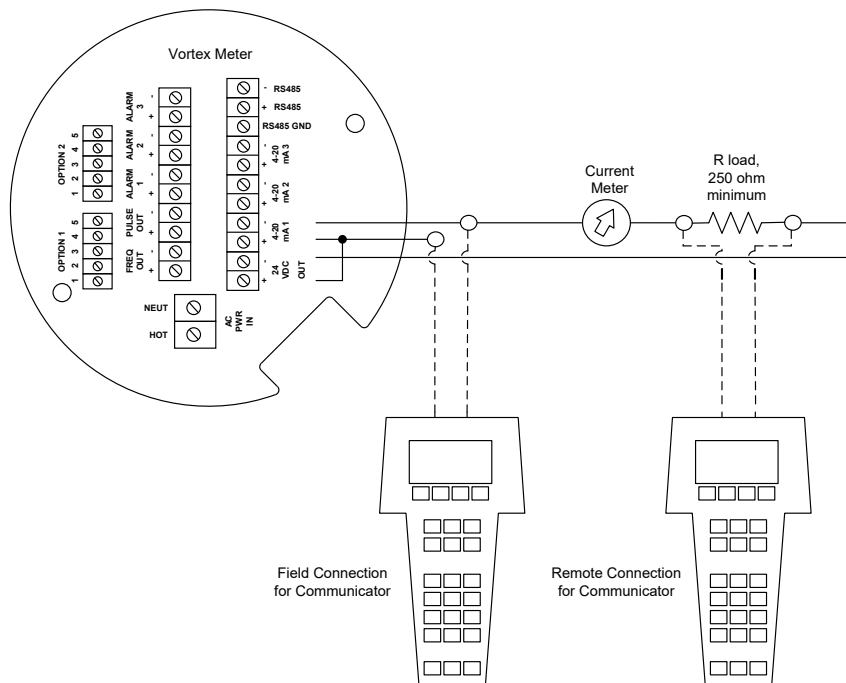 Vortex Meter
- RS485
+ RS485
RS485 GND
- 4-20
+ mA 3
- 4-20
+ mA 2
- 4-20
+ mA 1
- 24
+ VDC
OUT
ALARM
3
- +
ALARM
2
- +
ALARM
1
- +
PULSE
OUT
- +
FREQ
OUT
- +
OPTION 2
5
4
3
2
1
OPTION 1
5
4
3
2
1
NEUT
HOT
AC
PWR
IN
Current
Meter
R load,
250 ohm
minimum
Field Connection
for Communicator
Remote Connection
for Communicator